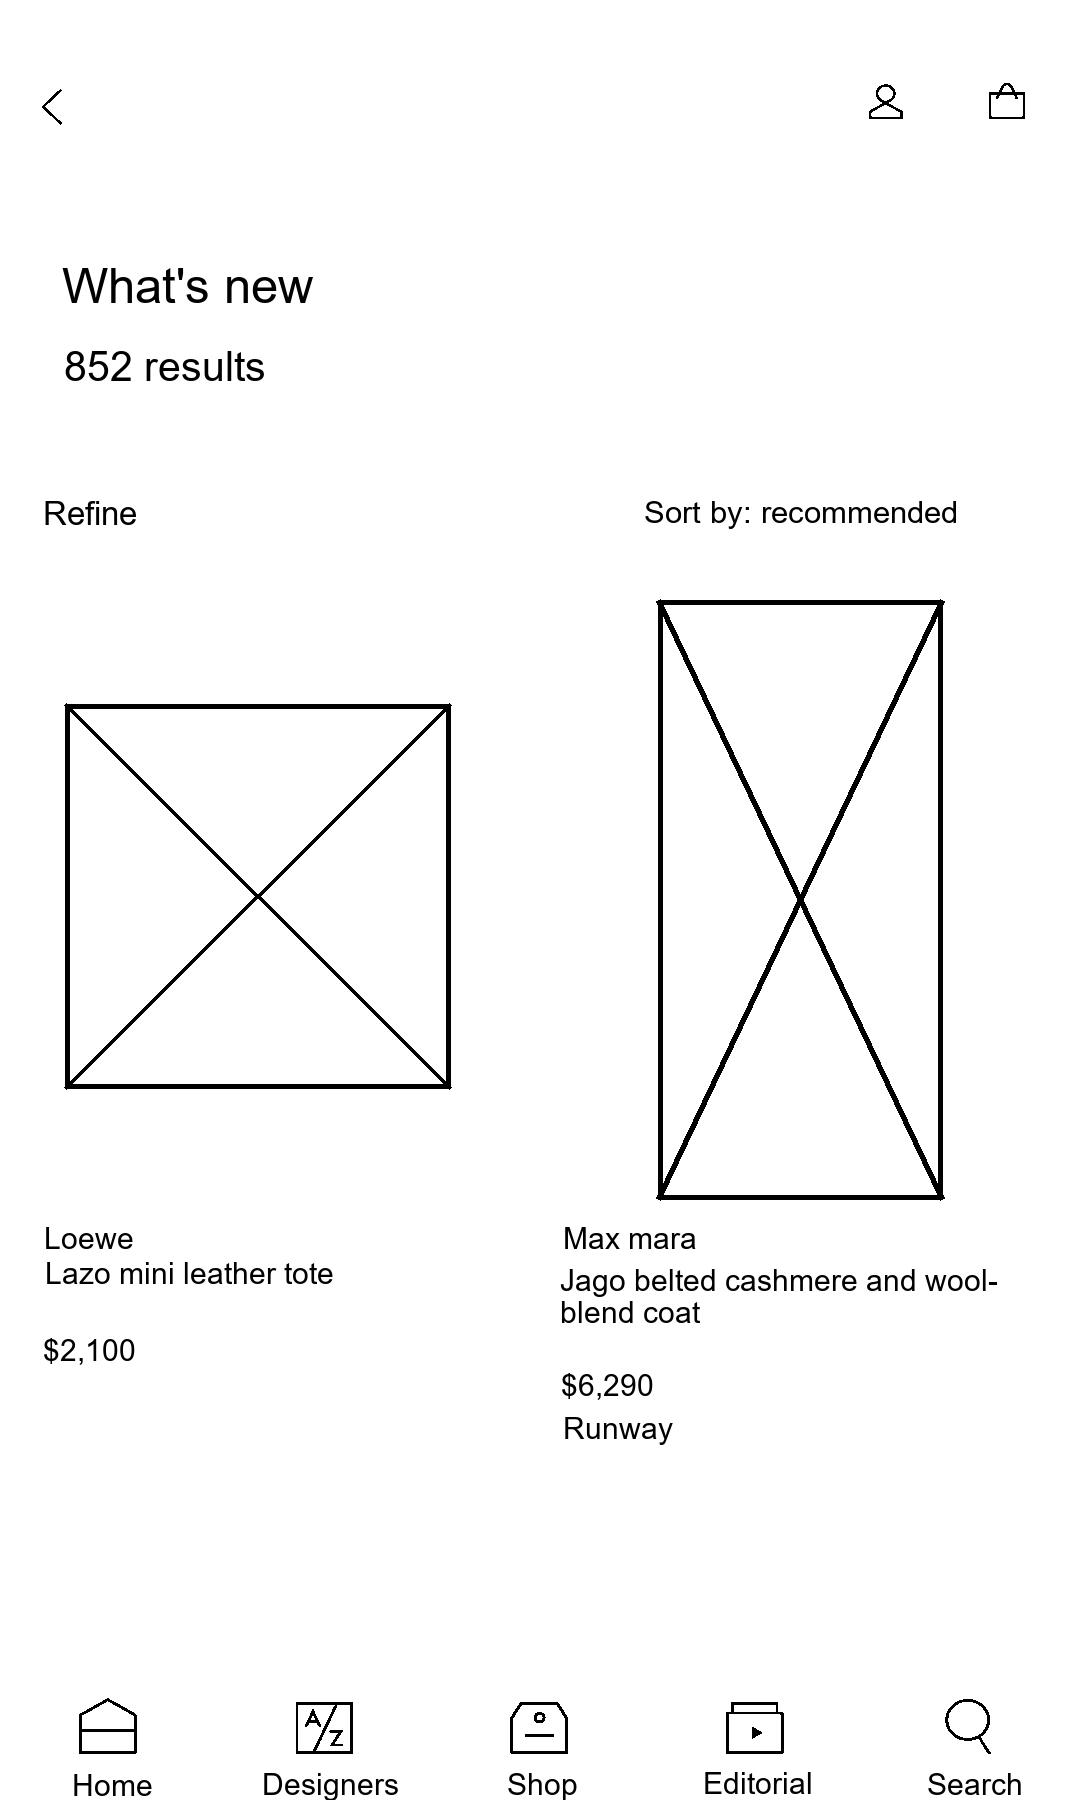 What's new
852 results
Refine
Sort by: recommended
Loewe
Lazo mini leather tote
$2,100
Max mara
Jago belted cashmere and wool-
blend coat
$6,290
Runway
A/Z
Home
Designers
Shop
Editorial
Search